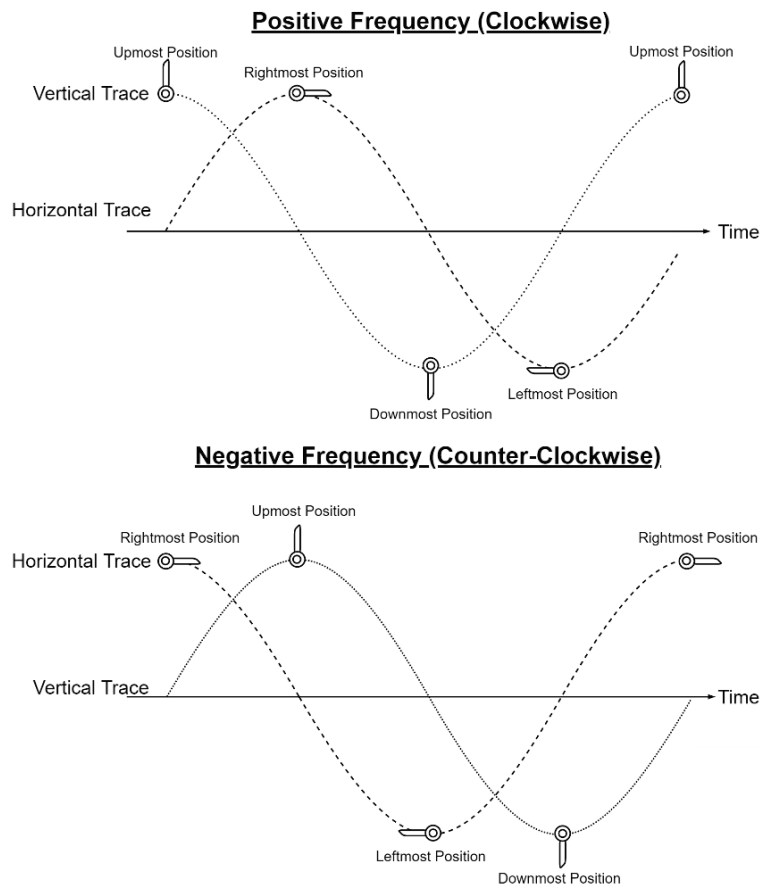 Positive Frequency (Clockwise)
Upmost Position
Upmost Position
Rightmost Position
Vertical Trace
Horizontal Trace
Time
Leftmost Position
Downmost Position
Negative Frequency (Counter-Clockwise)
Upmost Position
Rightmost Position
Rightmost Position
Horizontal Trace
Vertical Trace
Time
Leftmost Position
Downmost Position